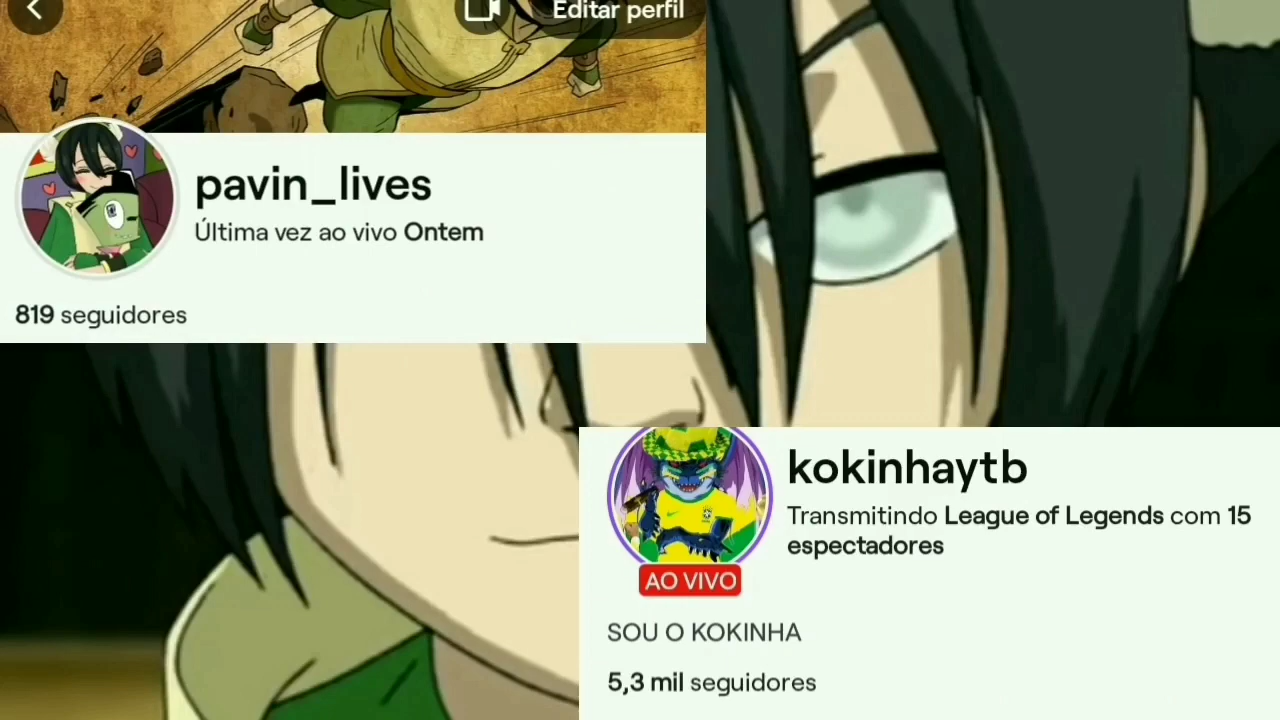 Editar perfil
pavin_lives
Última vez ao vivo Ontem
819 seguidores
kokinhaytb
Transmitindo League of Legends com 15
espectadores
AO VIVO
SOU O KOKINHA
5,3 mil seguidores